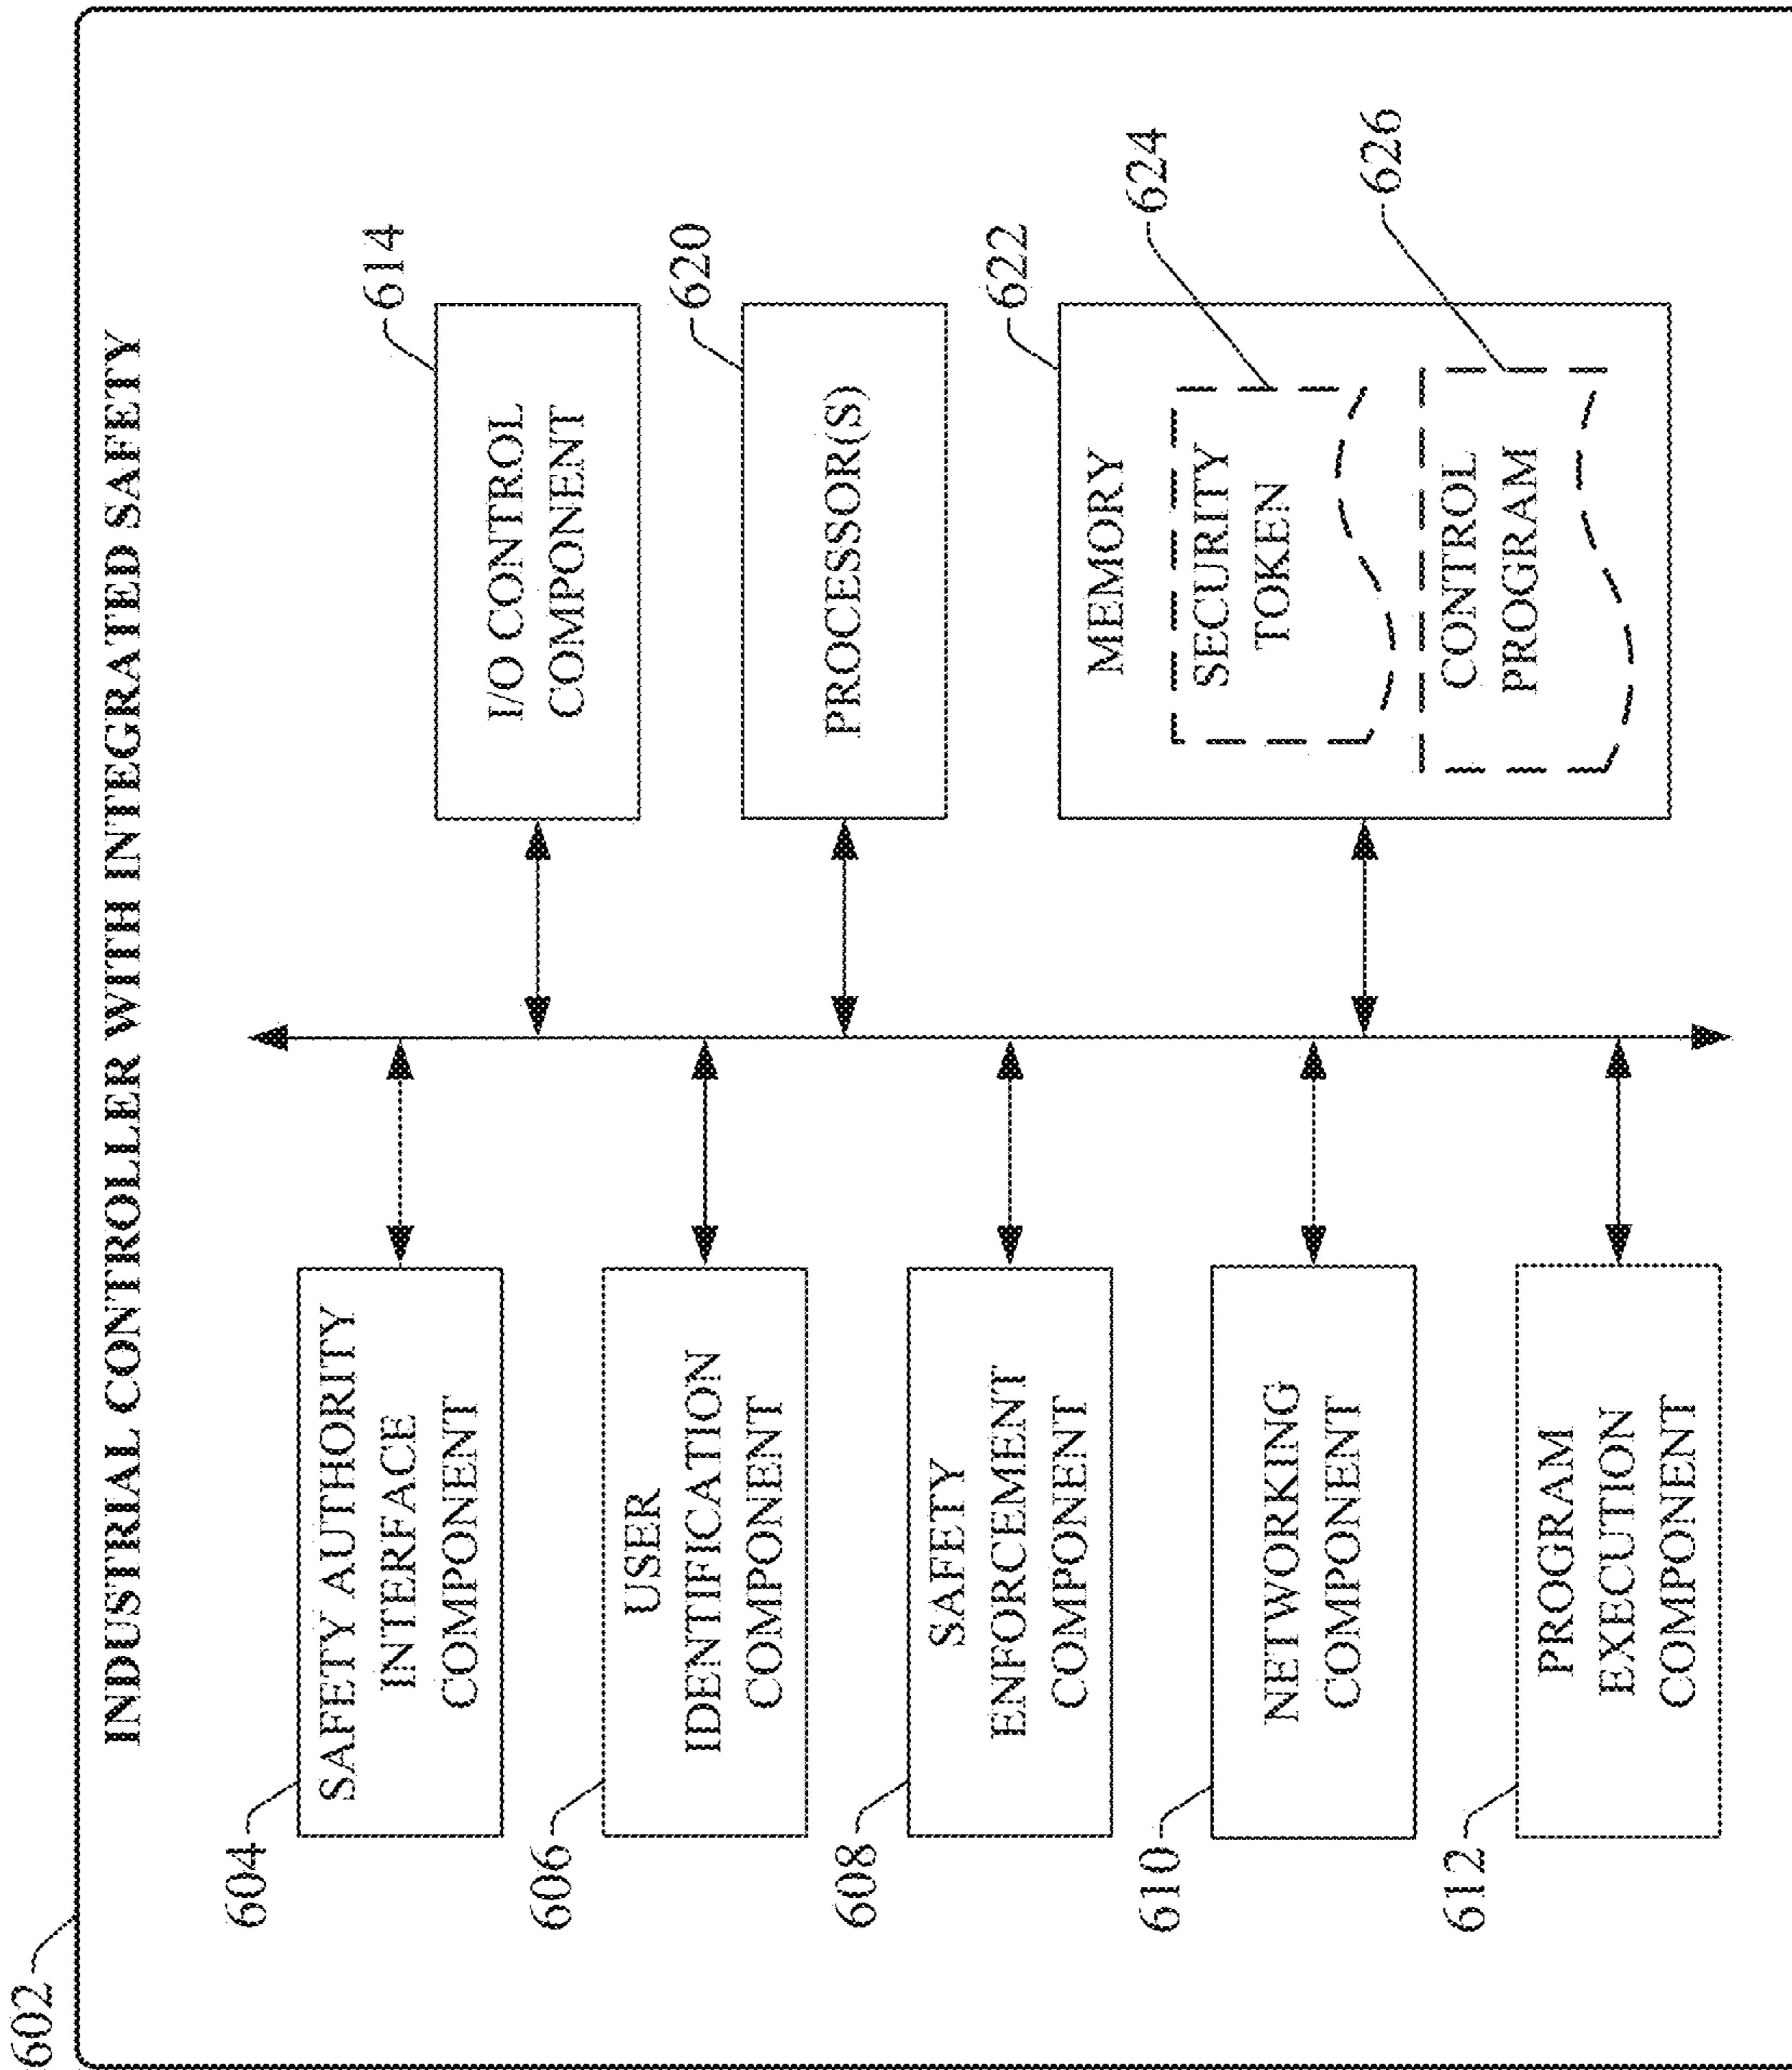 602
INDUSTRIAL CONTROLLER WITH INTEGRATED SAFETY
604
SAFETY AUTHORITY
INTERFACE
COMPONENT
606
USER
IDENTIFICATION
COMPONENT
608
SAFETY
ENFORCEMENT
COMPONENT
610
NETWORKING
COMPONENT
612
PROGRAM
EXECUTION
COMPONENT
614
I/O CONTROL
COMPONENT
620
PROCESSOR(S)
622
MEMORY
624
SECURITY
TOKEN
626
CONTROL
PROGRAM